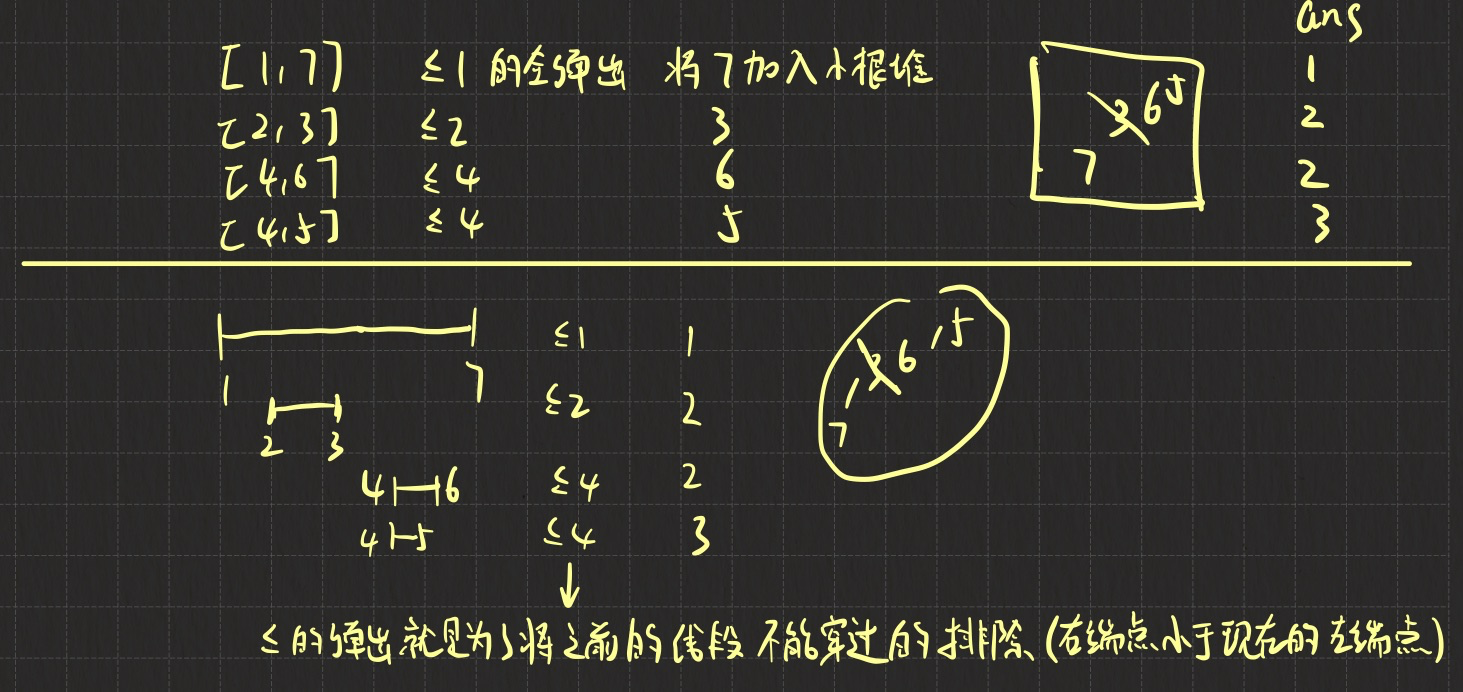 ans
[1,7] ≤1 的全弹出 将7加入小根堆 1
[2,3] ≤2 3 2
[4,6] ≤4 6 2
[4,5] ≤4 5 3
3 6 5
7
1 7 ≤1 1
2 3 ≤2 2
4 6 ≤4 2
4 5 ≤4 3
7, 3 6, 5
↓
≤的弹出就是为了将之前的线段不能穿过的排除(右端点小于现在的左端点)